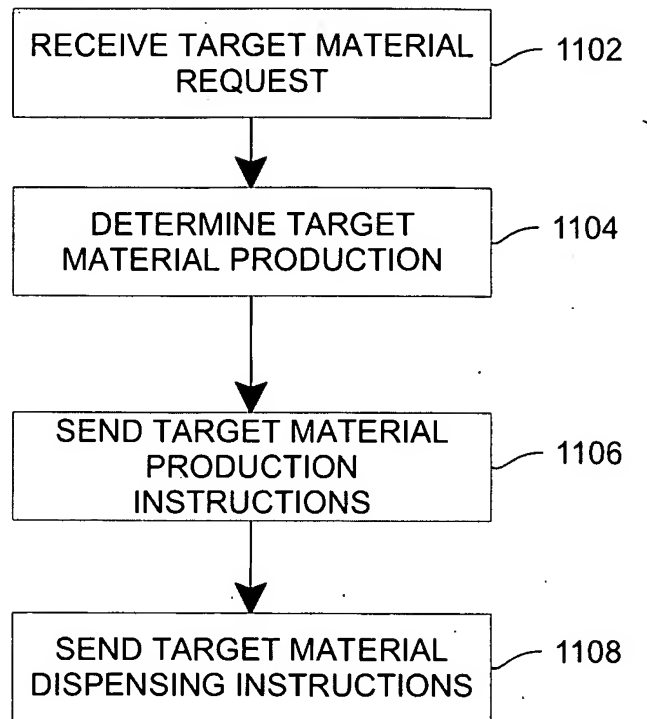 RECEIVE TARGET MATERIAL
REQUEST
1102
DETERMINE TARGET
MATERIAL PRODUCTION
1104
SEND TARGET MATERIAL
PRODUCTION
INSTRUCTIONS
1106
SEND TARGET MATERIAL
DISPENSING INSTRUCTIONS
1108